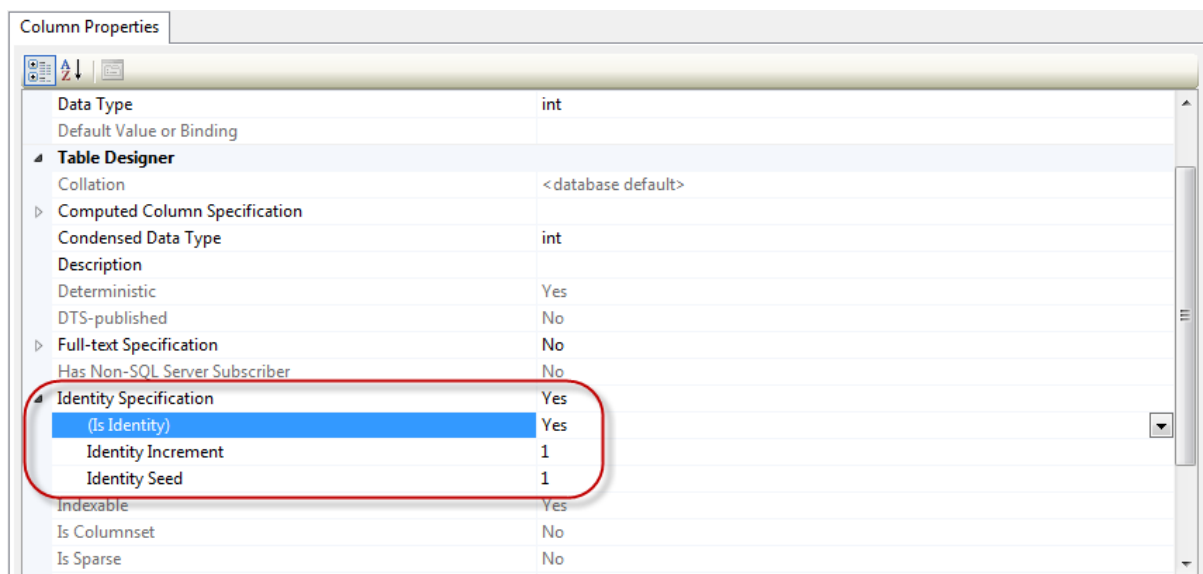 Column Properties
Data Type int
Default Value or Binding
Table Designer
Collation <database default>
Computed Column Specification
Condensed Data Type int
Description
Deterministic Yes
DTS-published No
Full-text Specification No
Has Non-SQL Server Subscriber No
Identity Specification Yes
(Is Identity) Yes
Identity Increment 1
Identity Seed 1
Indexable Yes
Is Columnset No
Is Sparse No